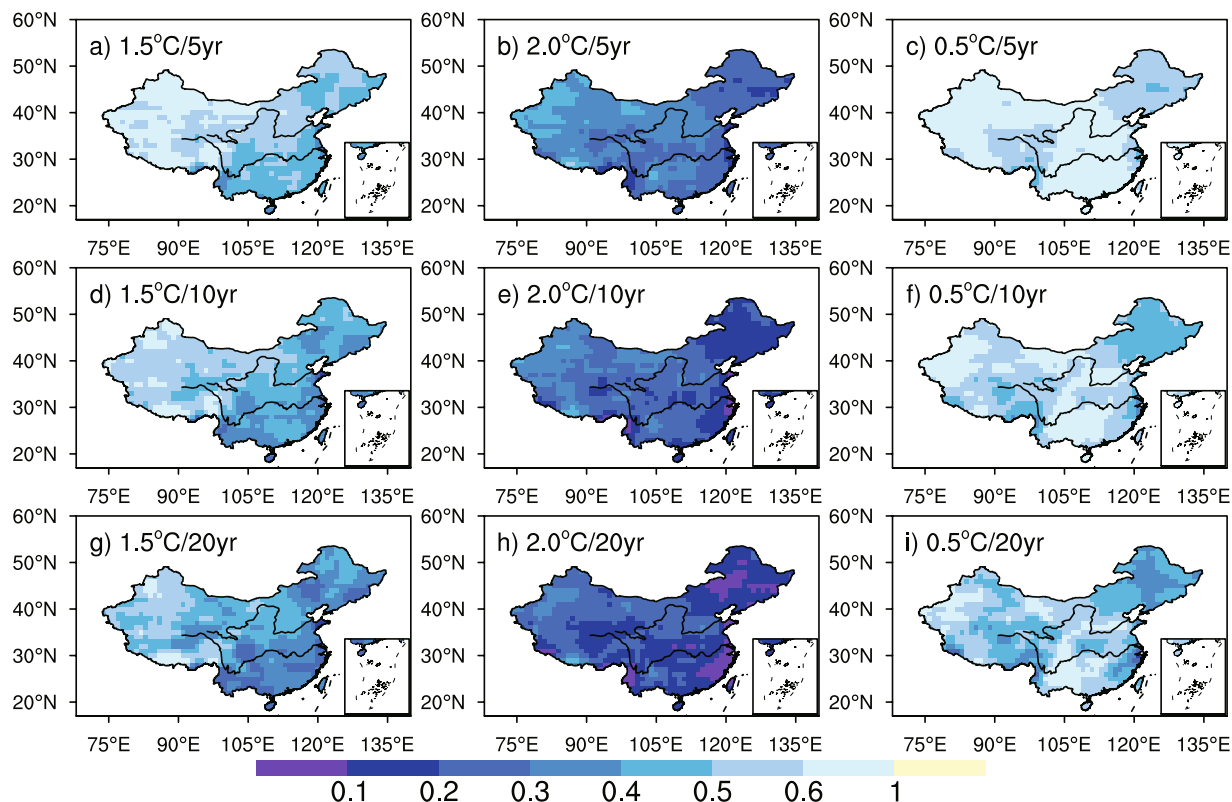 60°N 60°N 60°N
a) 1.5°C/5yr b) 2.0°C/5yr c) 0.5°C/5yr
50°N 50°N 50°N
40°N 40°N 40°N
30°N 30°N 30°N
20°N 20°N 20°N
75°E 90°E 105°E 120°E 135°E 75°E 90°E 105°E 120°E 135°E 75°E 90°E 105°E 120°E 135°E
60°N 60°N 60°N
d) 1.5°C/10yr e) 2.0°C/10yr f) 0.5°C/10yr
50°N 50°N 50°N
40°N 40°N 40°N
30°N 30°N 30°N
20°N 20°N 20°N
75°E 90°E 105°E 120°E 135°E 75°E 90°E 105°E 120°E 135°E 75°E 90°E 105°E 120°E 135°E
60°N 60°N 60°N
g) 1.5°C/20yr h) 2.0°C/20yr i) 0.5°C/20yr
50°N 50°N 50°N
40°N 40°N 40°N
30°N 30°N 30°N
20°N 20°N 20°N
75°E 90°E 105°E 120°E 135°E 75°E 90°E 105°E 120°E 135°E 75°E 90°E 105°E 120°E 135°E
0.1 0.2 0.3 0.4 0.5 0.6 1